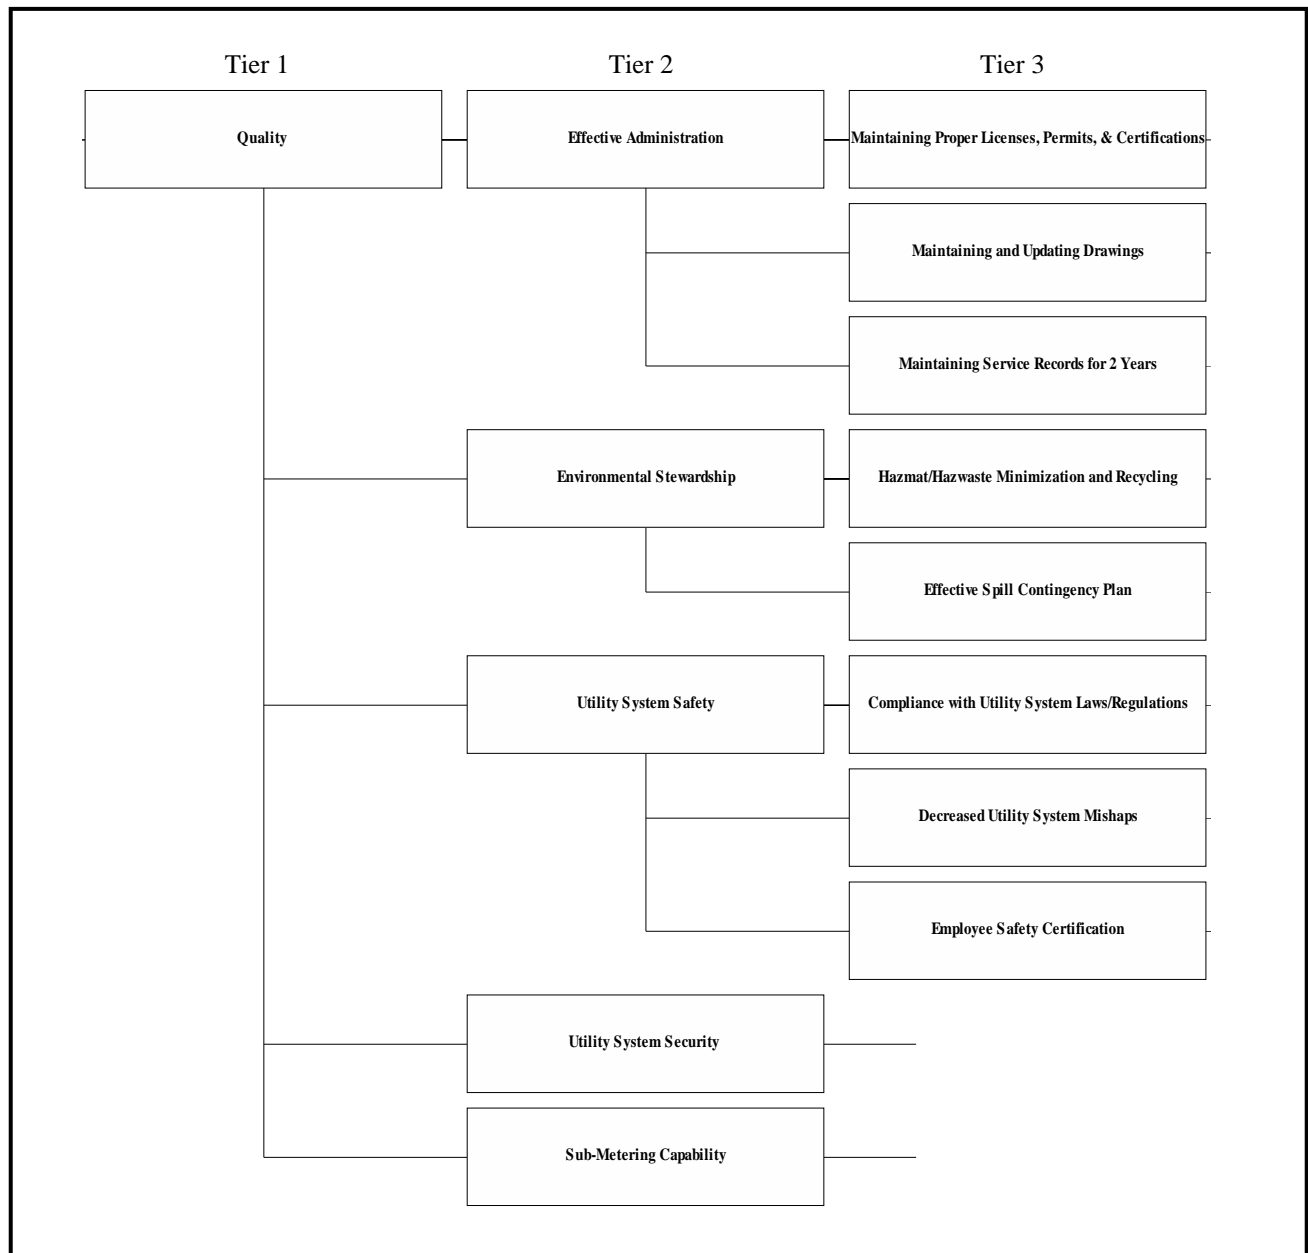 Tier 1
Tier 2
Tier 3
Quality
Effective Administration
Maintaining Proper Licenses, Permits, & Certifications
Maintaining and Updating Drawings
Maintaining Service Records for 2 Years
Environmental Stewardship
Hazmat/Hazwaste Minimization and Recycling
Effective Spill Contingency Plan
Utility System Safety
Compliance with Utility System Laws/Regulations
Decreased Utility System Mishaps
Employee Safety Certification
Utility System Security
Sub-Metering Capability